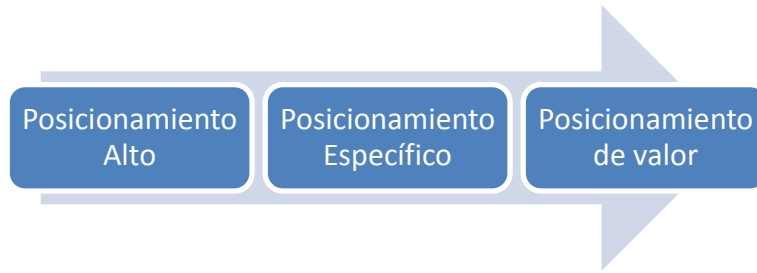 Posicionamiento
Alto
Posicionamiento
Específico
Posicionamiento
de valor